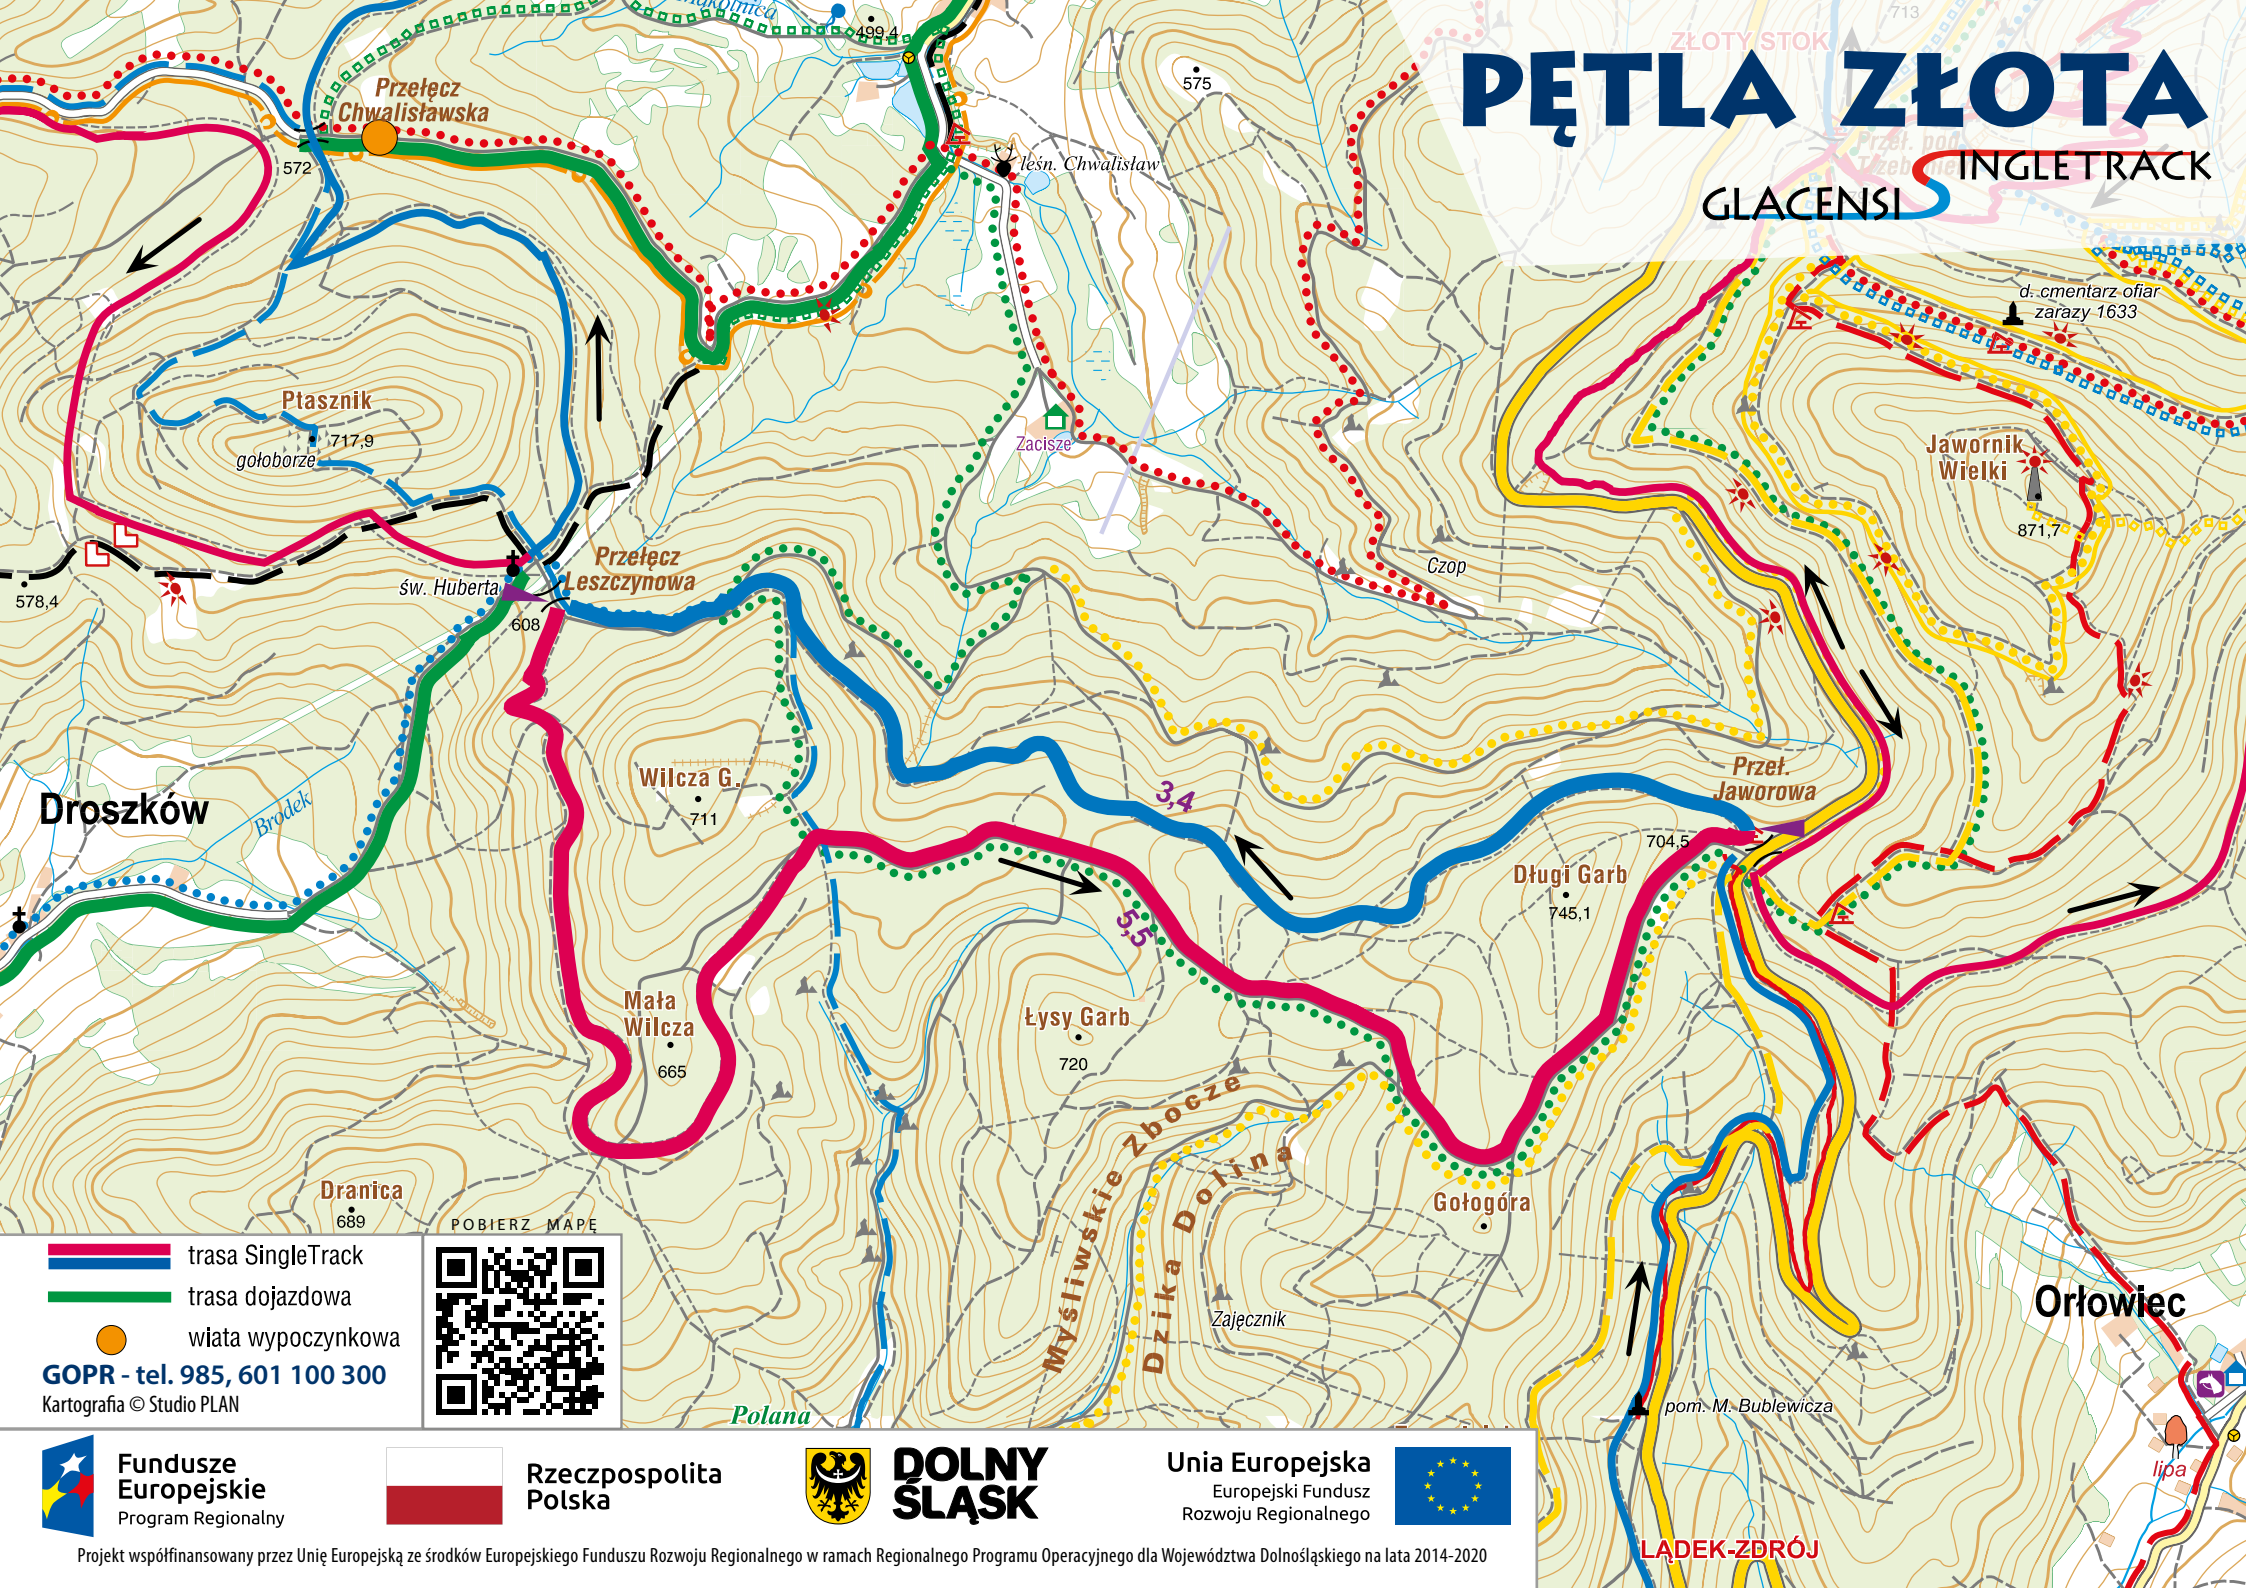 PĘTLA ZŁOTA
GLACENSI SINGLETRACK
ZŁOTY STOK
713
499,4
575
Przełęcz
Chwalisławska
572
leśn. Chwalisław
d. cmentarz ofiar
zarazy 1633
Ptasznik
717,9
gołoborze
Zacisze
Jawornik
Wielki
871,7
Czop
Przełęcz
Leszczynowa
św. Huberta
608
578,4
Wilcza G.
711
3,4
Przeł.
Jaworowa
704,5
Droszków
Brodek
Długi Garb
745,1
5,5
Mała
Wilcza
665
Łysy Garb
720
Myśliwskie Zbocze
Dzika Dolina
Gołogóra
Zajęcznik
Dranica
689
Orłowiec
pom. M. Bublewicza
lipa
LĄDEK-ZDRÓJ
Polana
POBIERZ MAPĘ
trasa SingleTrack
trasa dojazdowa
wiata wypoczynkowa
GOPR - tel. 985, 601 100 300
Kartografia © Studio PLAN
Fundusze
Europejskie
Program Regionalny
Rzeczpospolita
Polska
DOLNY
ŚLĄSK
Unia Europejska
Europejski Fundusz
Rozwoju Regionalnego
Projekt współfinansowany przez Unię Europejską ze środków Europejskiego Funduszu Rozwoju Regionalnego w ramach Regionalnego Programu Operacyjnego dla Województwa Dolnośląskiego na lata 2014-2020